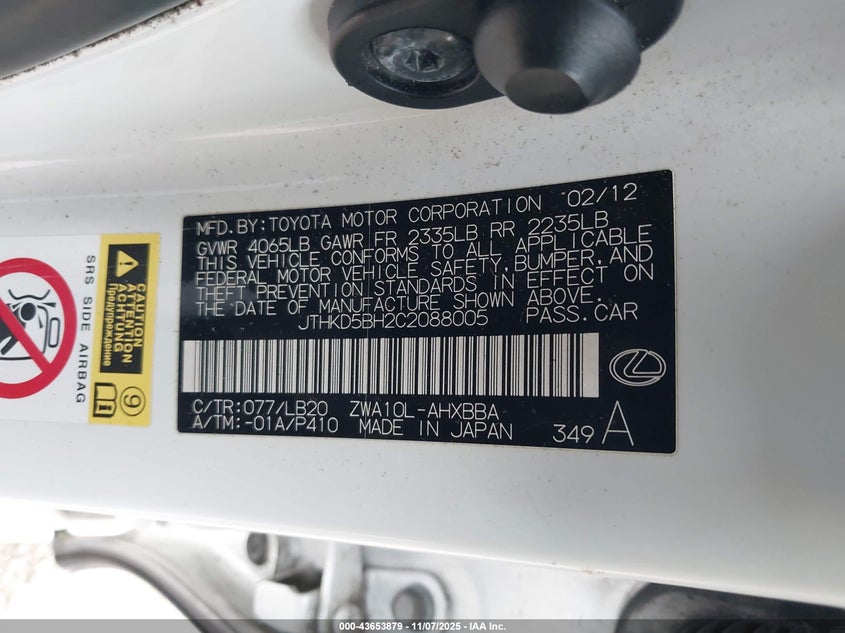 MFD.BY:TOYOTA MOTOR CORPORATION 02/12
GVWR 4065LB GAWR FR 2335LB RR 2235LB
THIS VEHICLE CONFORMS TO ALL APPLICABLE
FEDERAL MOTOR VEHICLE SAFETY,BUMPER,AND
THEFT PREVENTION STANDARDS IN EFFECT ON
THE DATE OF MANUFACTURE SHOWN ABOVE.
JTHKD5BH2C2088005 PASS.CAR
C/TR:077/LB20 ZWA10L-AHXBBA
A/TM:-01A/P410 MADE IN JAPAN 349 A
SRS SIDE AIRBAG
CAUTION
ATTENTION
ACHTUNG
Предупреждение
9
000-43653879 - 11/07/2025 - IAA Inc.